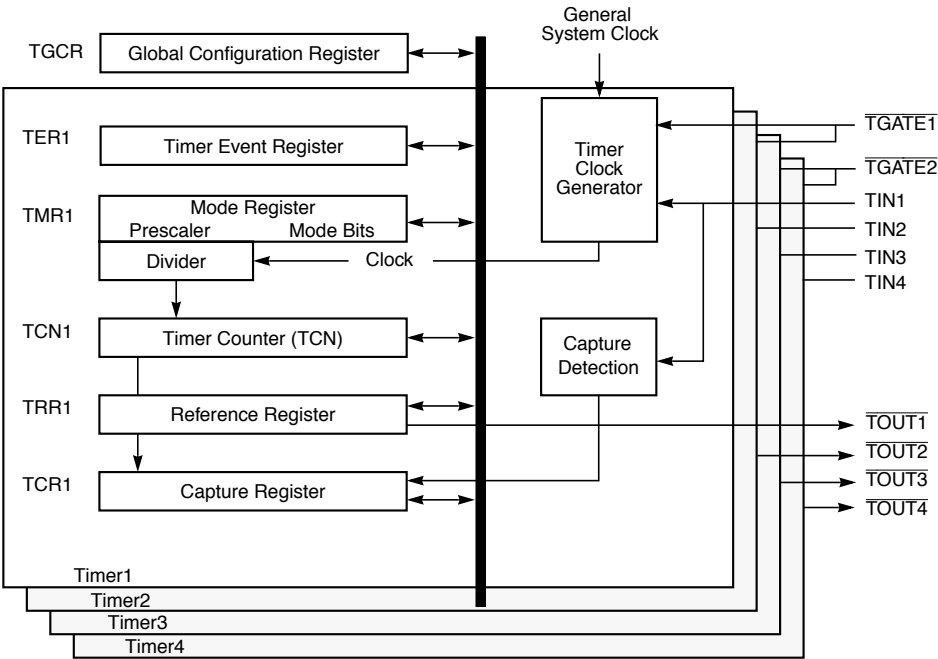 General
System Clock
TGCR
Global Configuration Register
TER1
Timer Event Register
Timer
Clock
Generator
TGATE1
TGATE2
TMR1
Mode Register
Prescaler
Mode Bits
TIN1
TIN2
TIN3
TIN4
Divider
Clock
TCN1
Timer Counter (TCN)
Capture
Detection
TRR1
Reference Register
TOUT1
TOUT2
TOUT3
TOUT4
TCR1
Capture Register
Timer1
Timer2
Timer3
Timer4